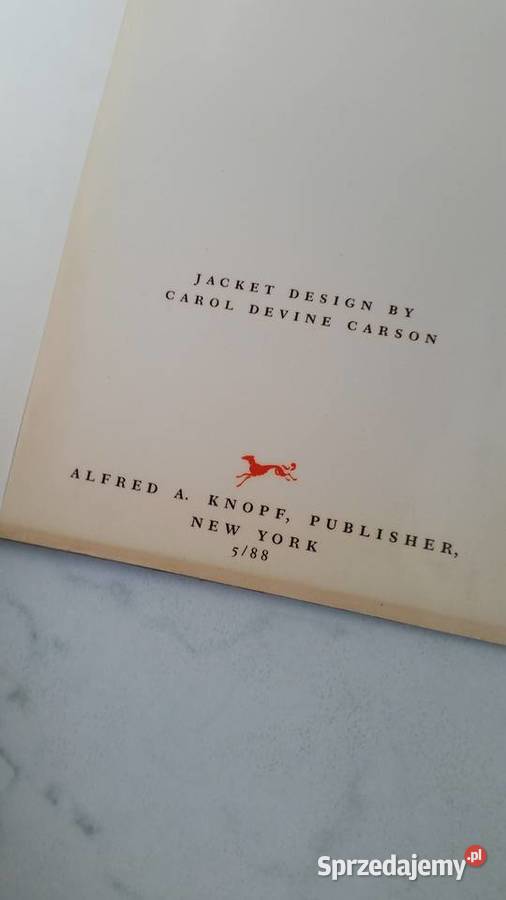 JACKET DESIGN BY
CAROL DEVINE CARSON
ALFRED A. KNOPF, PUBLISHER,
NEW YORK
5/88
Sprzedajemy.pl